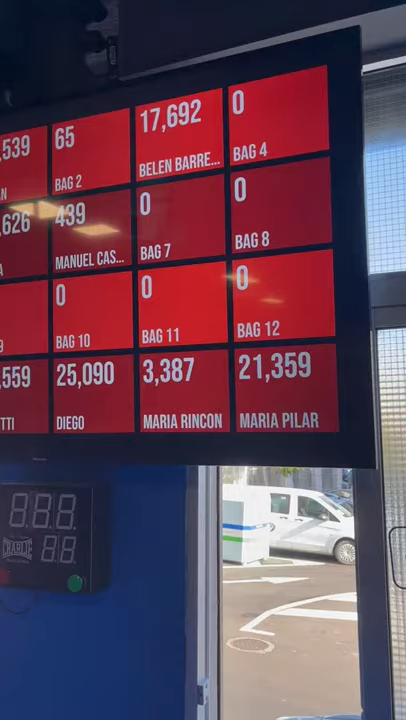 ,539
65
17,692
0
BAG 2
BELEN BARRE...
BAG 4
,626
439
0
0
MANUEL CAS...
BAG 7
BAG 8
0
0
0
BAG 10
BAG 11
BAG 12
,559
25,090
3,387
21,359
TTI
DIEGO
MARIA RINCON
MARIA PILAR
CHARLIE